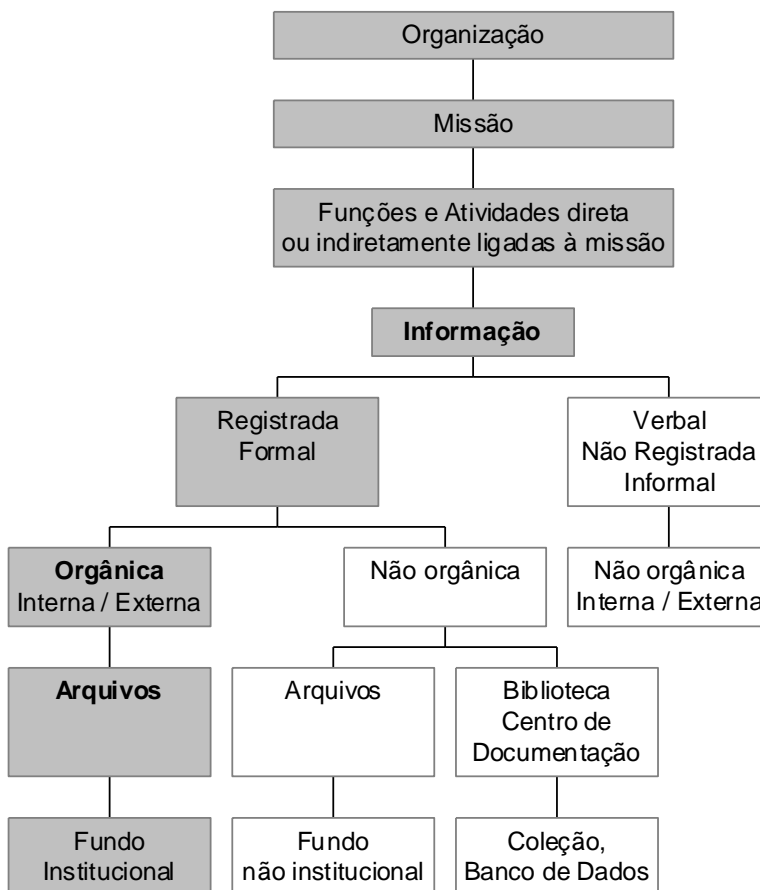 Organização
Missão
Funções e Atividades direta
ou indiretamente ligadas à missão
Informação
Registrada
Formal
Verbal
Não Registrada
Informal
Orgânica
Interna / Externa
Não orgânica
Não orgânica
Interna / Externa
Arquivos
Arquivos
Biblioteca
Centro de
Documentação
Fundo
Institucional
Fundo
não institucional
Coleção,
Banco de Dados